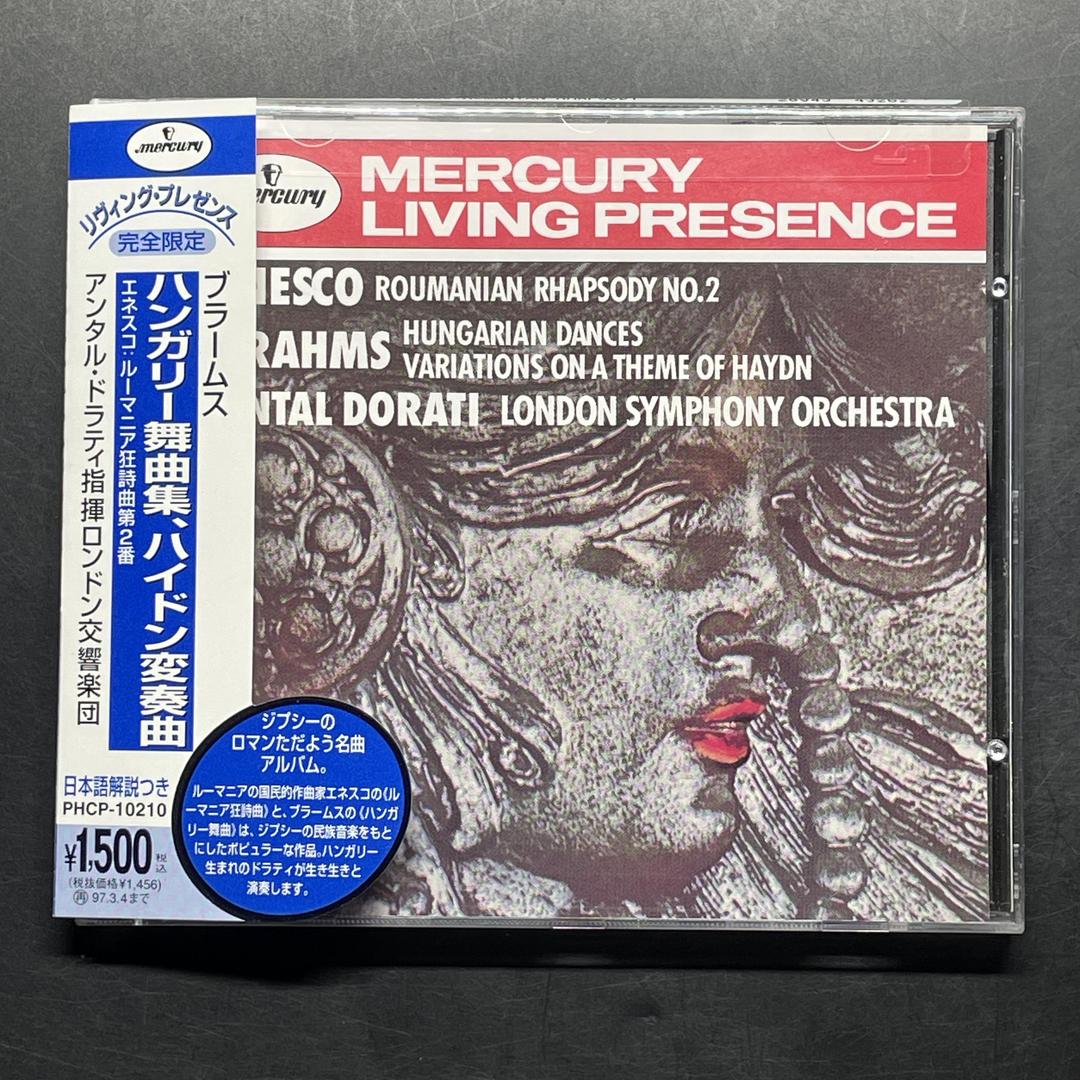 mercury
リヴィング・プレゼンス
完全限定
ブラームス
ハンガリー舞曲集、ハイドン変奏曲
エネスコ:ルーマニア狂詩曲第2番
アンタル・ドラティ指揮ロンドン交響楽団
日本語解説つき
PHCP-10210
¥1,500 税込
(税抜価格¥1,456)
再 97.3.4まで
ercury
MERCURY
LIVING PRESENCE
ESCO ROUMANIAN RHAPSODY NO.2
RAHMS HUNGARIAN DANCES
VARIATIONS ON A THEME OF HAYDN
NTAL DORATI LONDON SYMPHONY ORCHESTRA
ジプシーの
ロマンただよう名曲
アルバム。
ルーマニアの国民的作曲家エネスコの《ル
ーマニア狂詩曲》と、ブラームスの《ハンガ
リー舞曲》は、ジプシーの民族音楽をもと
にしたポピュラーな作品。ハンガリー
生まれのドラティが生き生きと
演奏します。